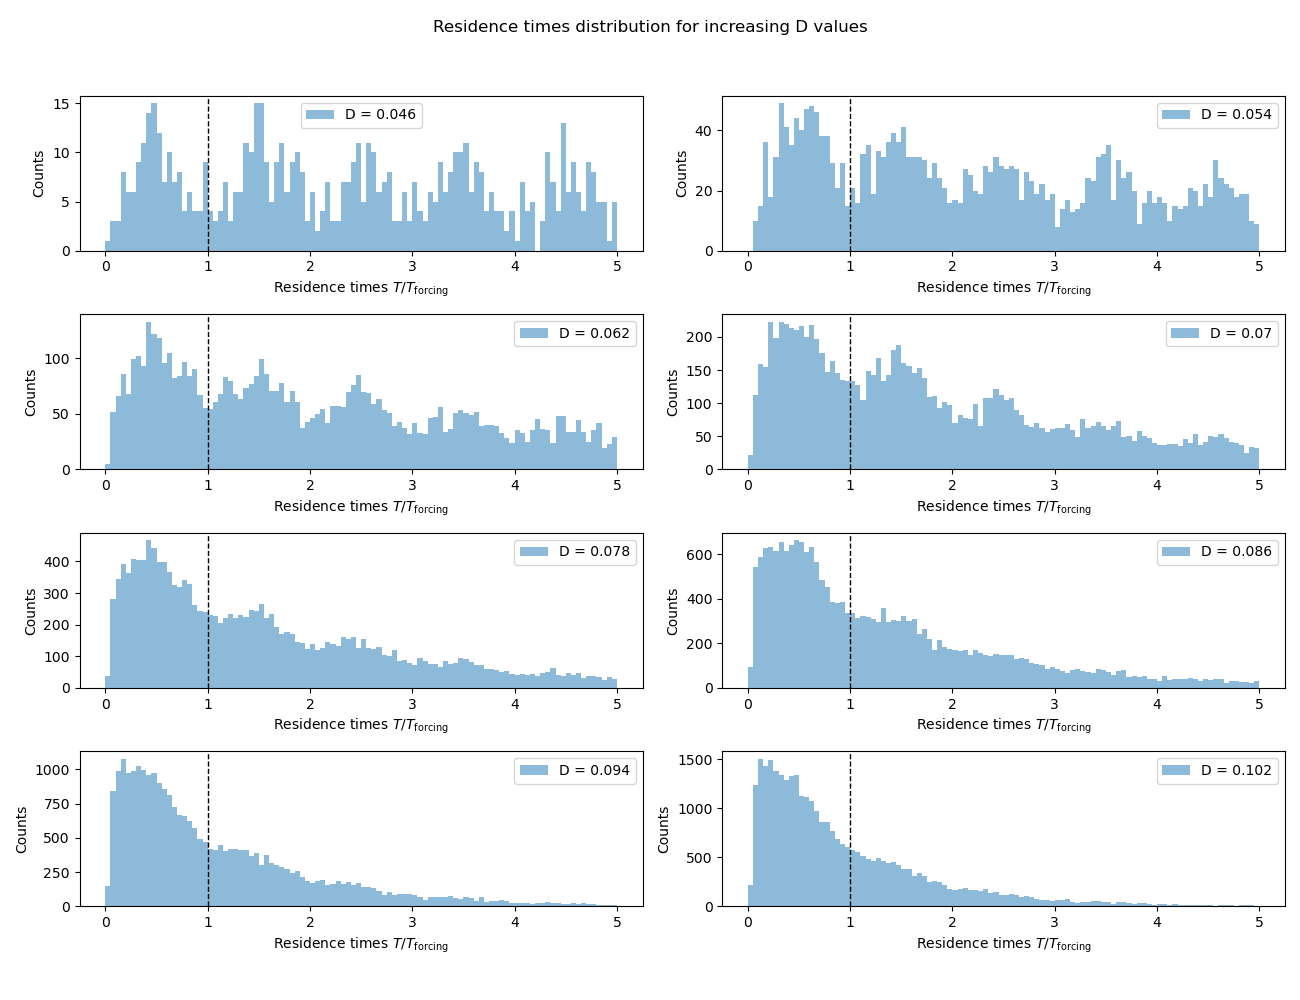 Residence times distribution for increasing D values
15
10
5
0
Counts
D = 0.046
0 1 2 3 4 5
Residence times T/T_forcing
40
20
0
Counts
D = 0.054
0 1 2 3 4 5
Residence times T/T_forcing
100
50
0
Counts
D = 0.062
0 1 2 3 4 5
Residence times T/T_forcing
200
150
100
50
0
Counts
D = 0.07
0 1 2 3 4 5
Residence times T/T_forcing
400
300
200
100
0
Counts
D = 0.078
0 1 2 3 4 5
Residence times T/T_forcing
600
400
200
0
Counts
D = 0.086
0 1 2 3 4 5
Residence times T/T_forcing
1000
750
500
250
0
Counts
D = 0.094
0 1 2 3 4 5
Residence times T/T_forcing
1500
1000
500
0
Counts
D = 0.102
0 1 2 3 4 5
Residence times T/T_forcing